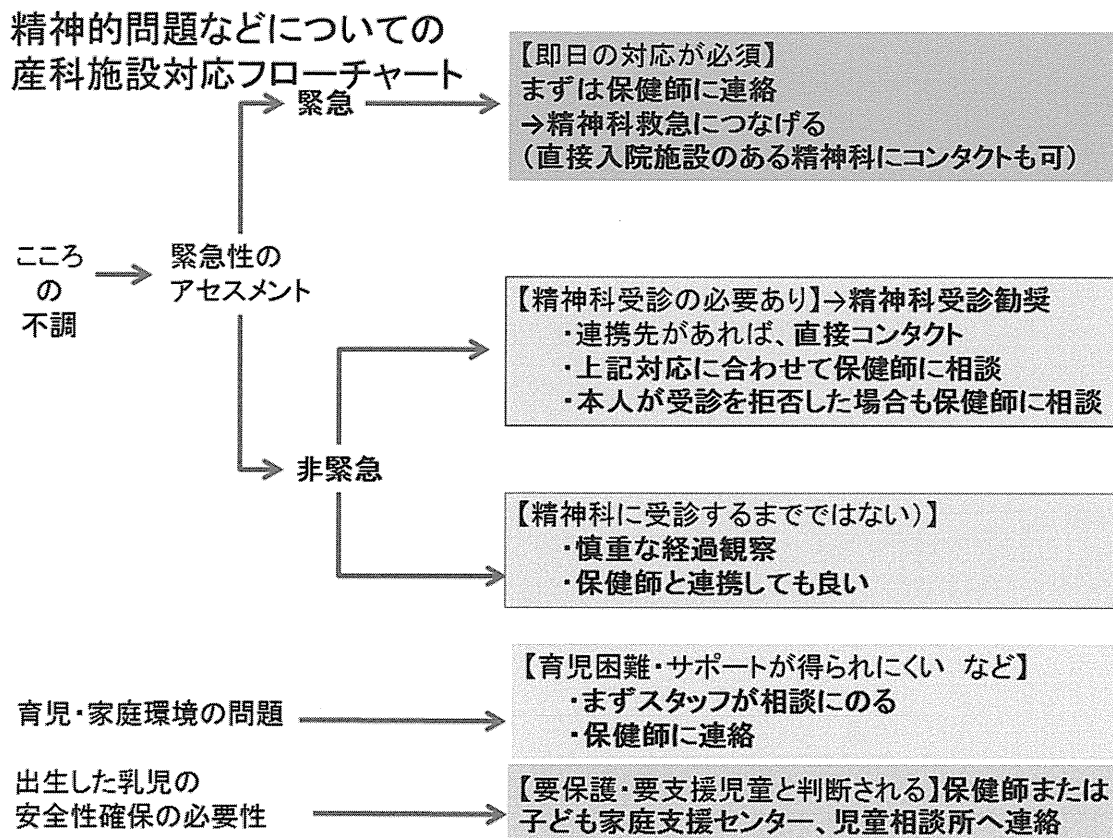 精神的問題などについての
産科施設対応フローチャート
緊急
【即日の対応が必須】
まずは保健師に連絡
→精神科救急につなげる
(直接入院施設のある精神科にコンタクトも可)
こころ
の
不調
緊急性の
アセスメント
【精神科受診の必要あり】→精神科受診勧奨
・連携先があれば、直接コンタクト
・上記対応に合わせて保健師に相談
・本人が受診を拒否した場合も保健師に相談
非緊急
【精神科に受診するまでではない)】
・慎重な経過観察
・保健師と連携しても良い
育児・家庭環境の問題
【育児困難・サポートが得られにくい など】
・まずスタッフが相談にのる
・保健師に連絡
出生した乳児の
安全性確保の必要性
【要保護・要支援児童と判断される】保健師または
子ども家庭支援センター、児童相談所へ連絡